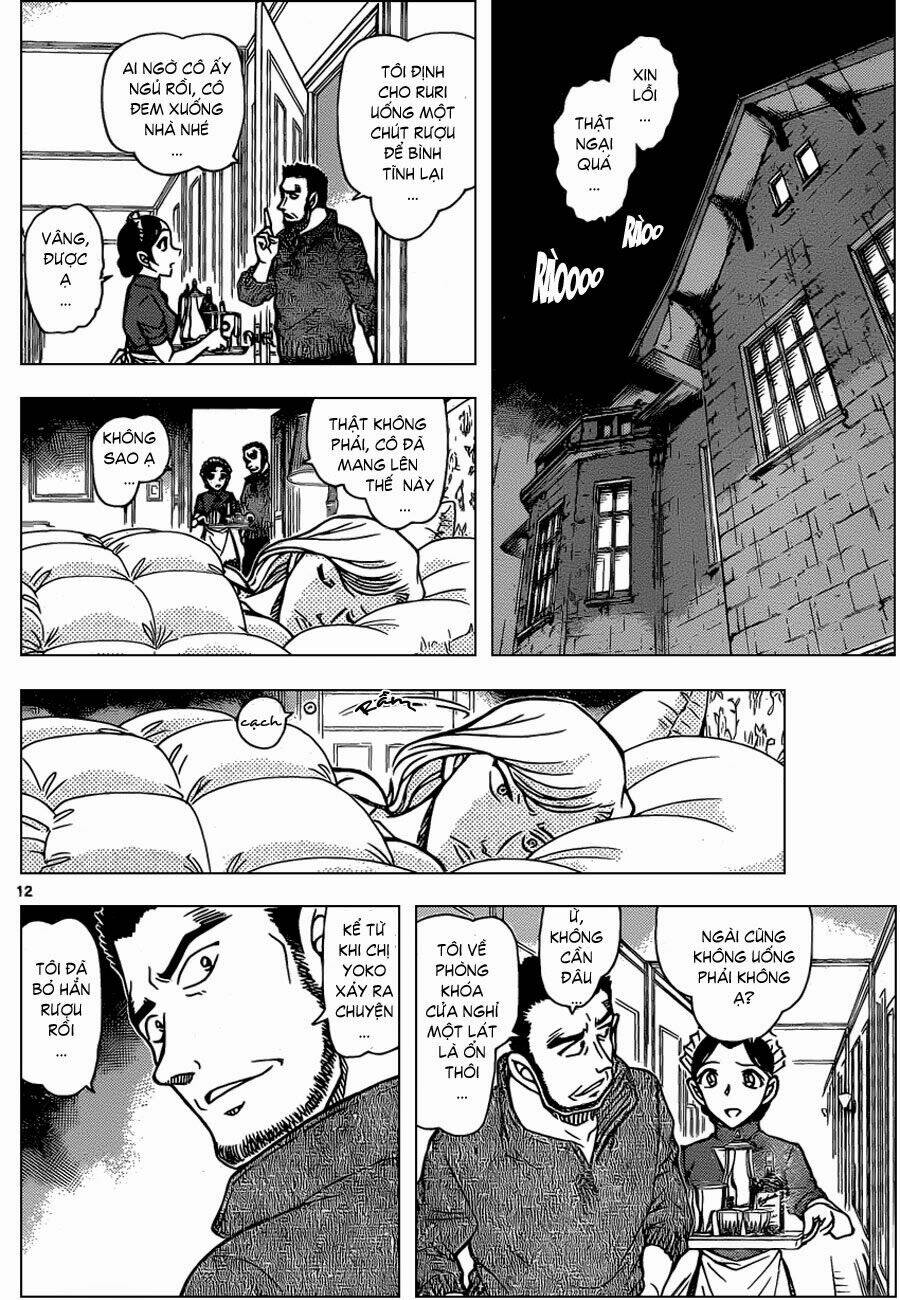 XIN
LỖI
...
THẬT
NGẠI
QUÁ
...
RÀOO
RÀOOOO
TÔI ĐỊNH
CHO RURI
UỐNG MỘT
CHÚT RƯỢU
ĐỂ BÌNH
TĨNH LẠI
...
AI NGỜ CÔ ẤY
NGỦ RỒI, CÔ
ĐEM XUỐNG
NHÀ NHÉ
...
VÂNG,
ĐƯỢC
Ạ
...
THẬT KHÔNG
PHẢI, CÔ ĐÃ
MANG LÊN
THẾ NÀY
...
KHÔNG
SAO Ạ
...
RẦM
CẠCH
12
NGÀI CŨNG
KHÔNG UỐNG
PHẢI KHÔNG
Ạ?
Ừ,
KHÔNG
CẦN
ĐÂU
...
TÔI VỀ
PHÒNG
KHÓA
CỬA NGHỈ
MỘT LÁT
LÀ ỔN
THÔI
...
KỂ TỪ
KHI CHỊ
YOKO
XẢY RA
CHUYỆN
...
TÔI ĐÃ
BỎ HẲN
RƯỢU
RỒI
...